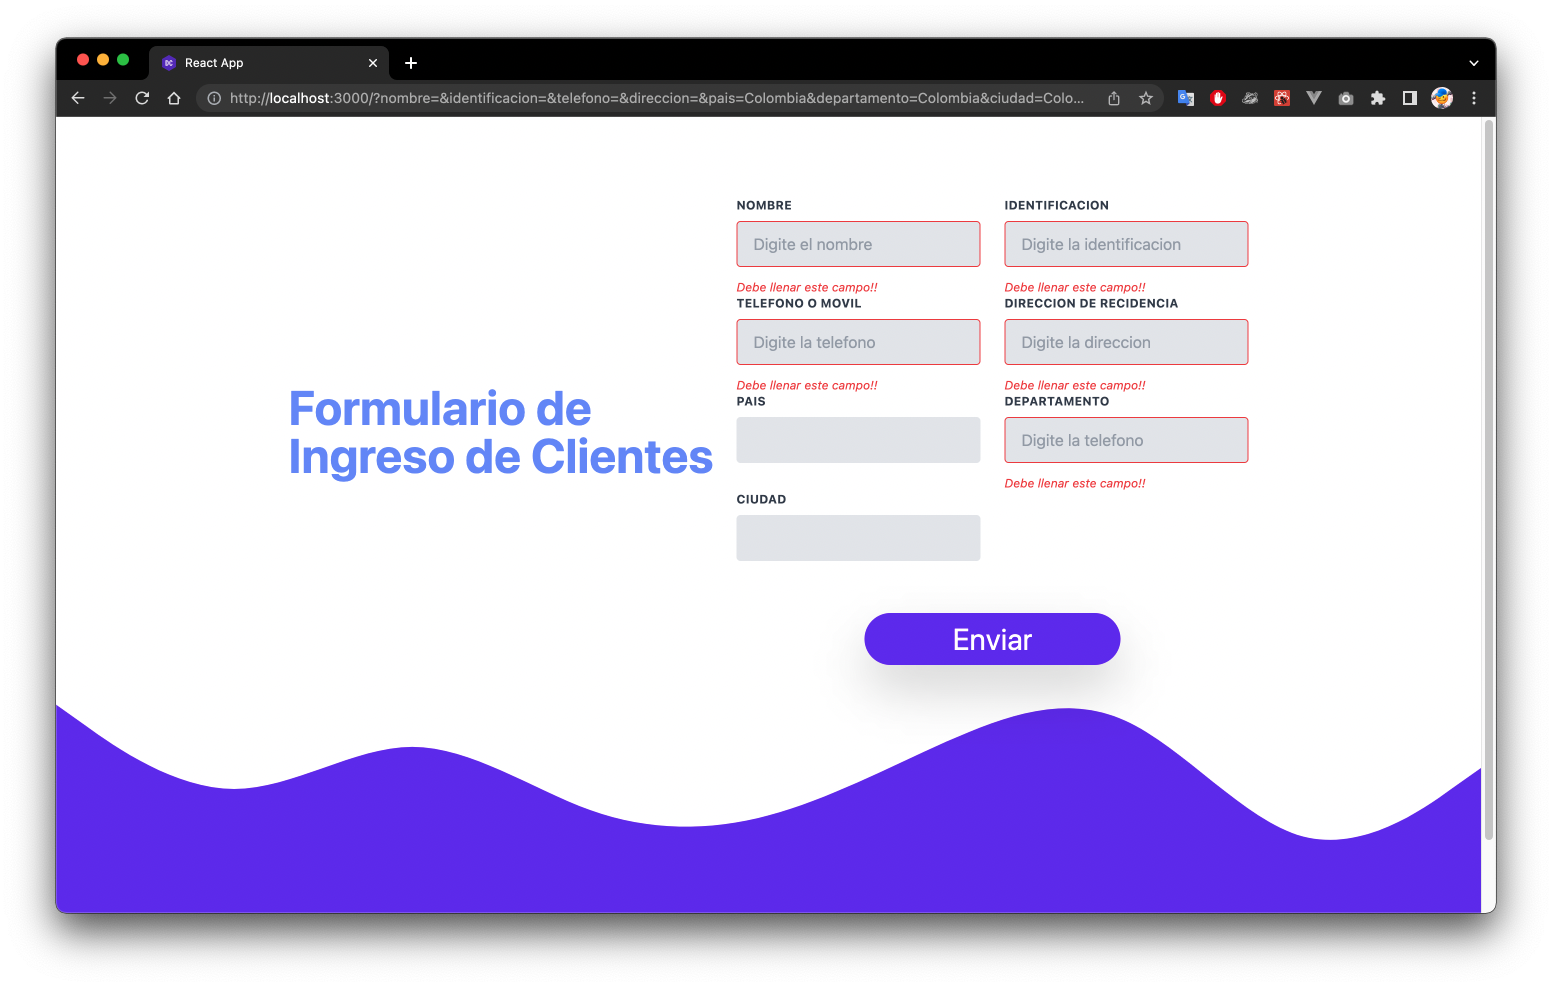 React App
http://localhost:3000/?nombre=&identificacion=&telefono=&direccion=&pais=Colombia&departamento=Colombia&ciudad=Colo...
NOMBRE
IDENTIFICACION
Digite el nombre
Digite la identificacion
Debe llenar este campo!!
Debe llenar este campo!!
TELEFONO O MOVIL
DIRECCION DE RECIDENCIA
Digite la telefono
Digite la direccion
Debe llenar este campo!!
Debe llenar este campo!!
PAIS
DEPARTAMENTO
Digite la telefono
Debe llenar este campo!!
CIUDAD
Formulario de
Ingreso de Clientes
Enviar